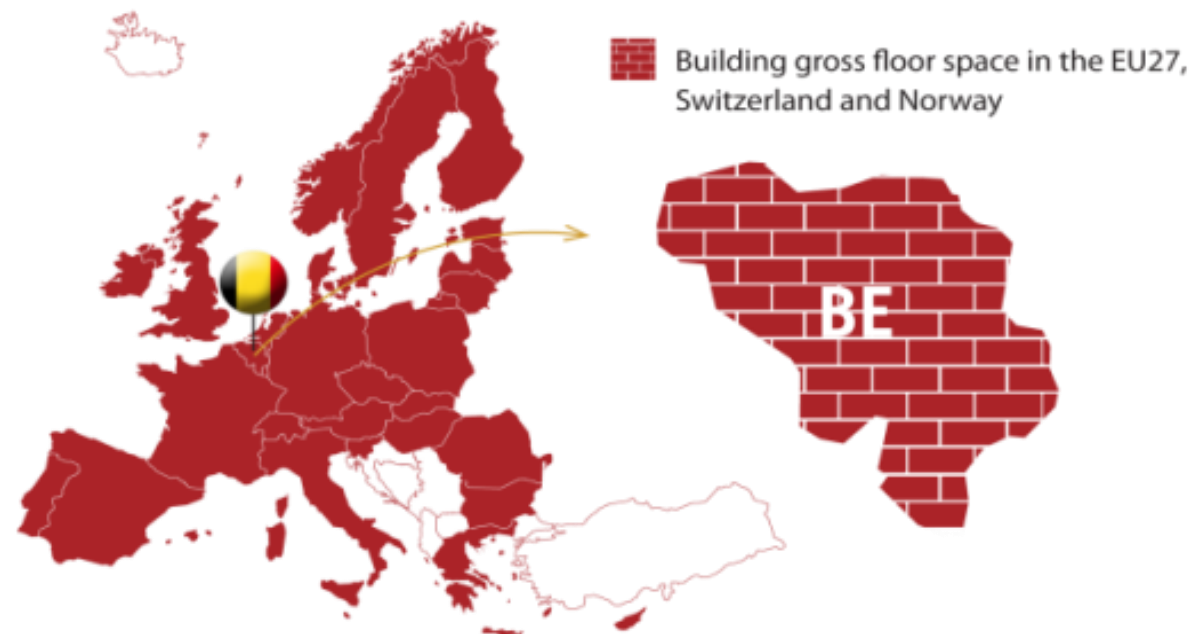 Building gross floor space in the EU27,
Switzerland and Norway
BE